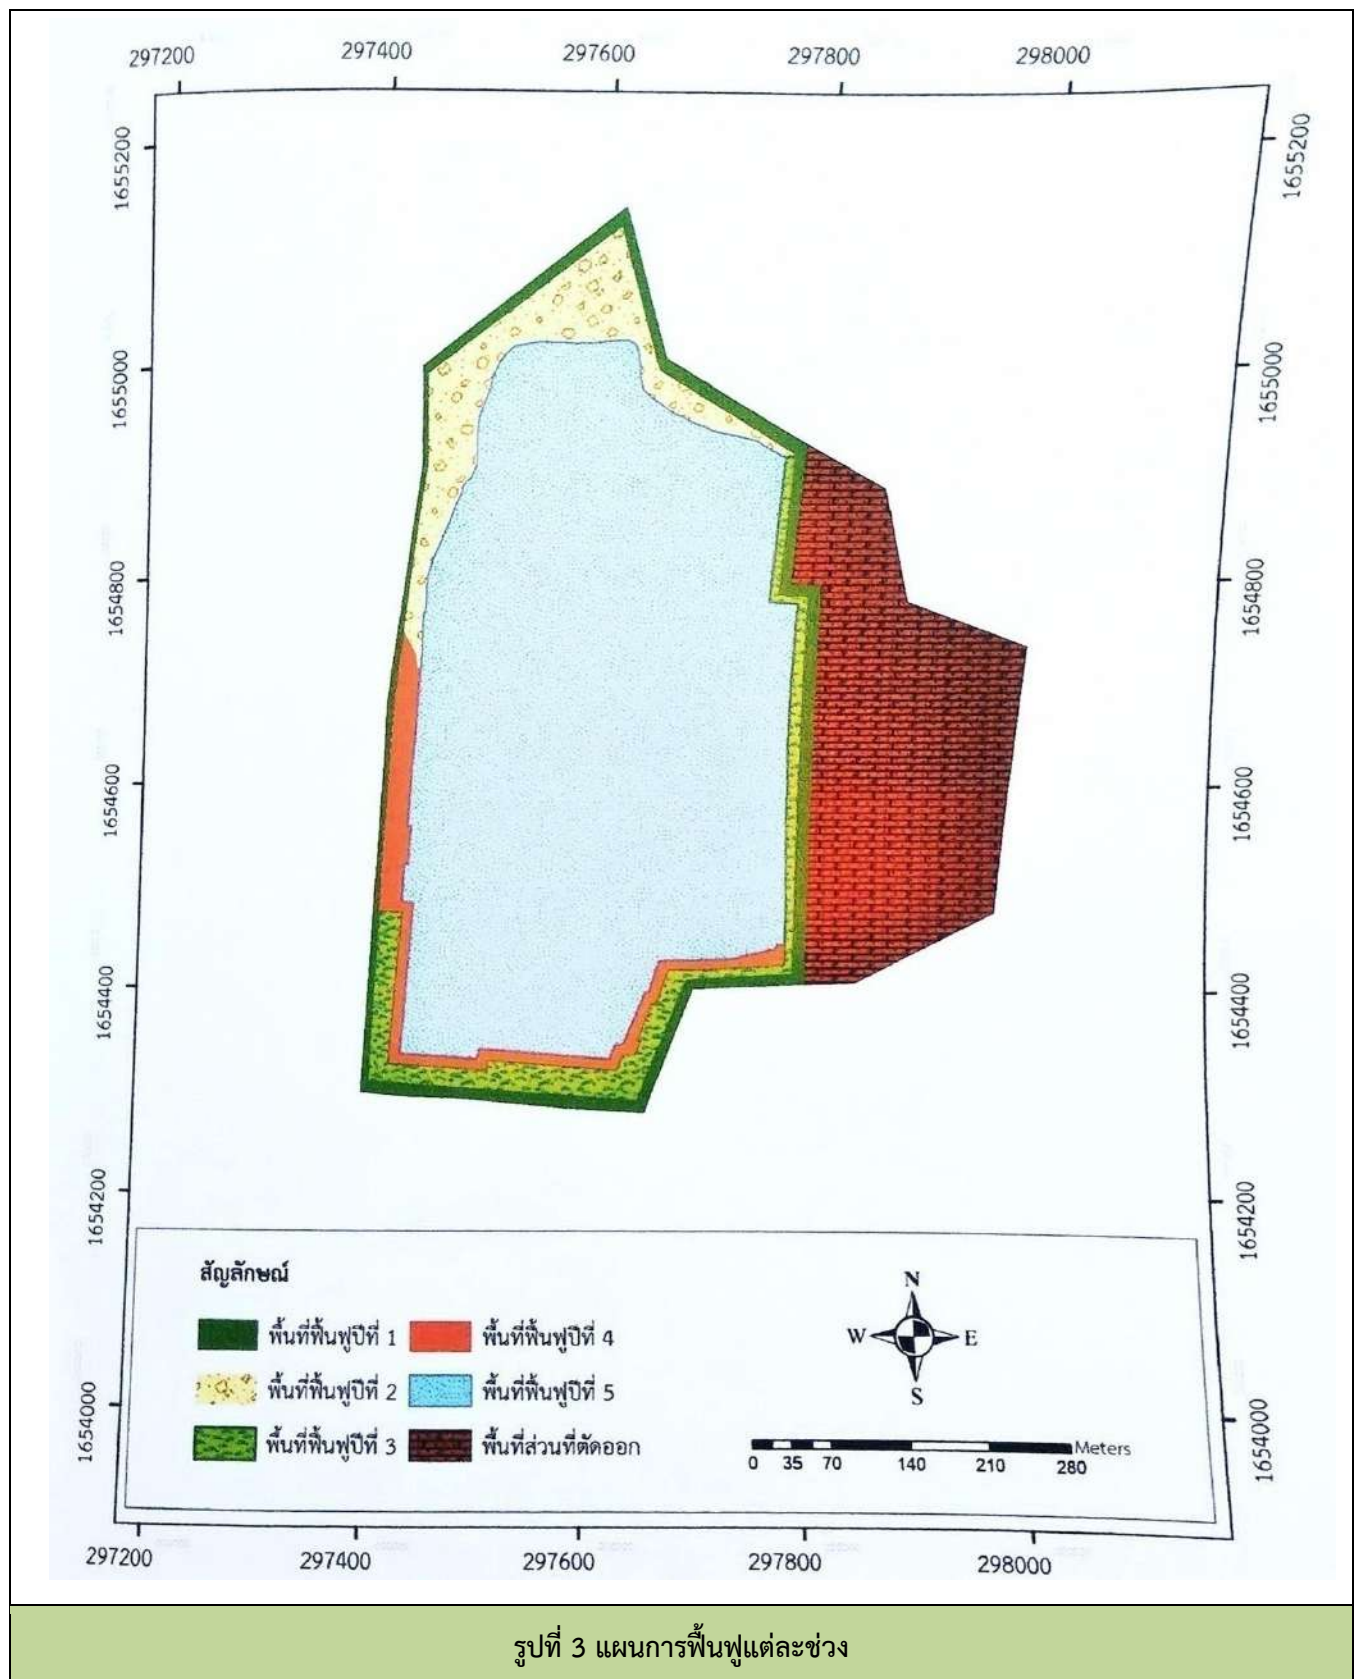 297200 297400 297600 297800 298000
1655200 1655200
1655000 1655000
1654800 1654800
1654600 1654600
1654400 1654400
1654200 1654200
1654000 1654000
สัญลักษณ์
พื้นที่ฟื้นฟูปีที่ 1 พื้นที่ฟื้นฟูปีที่ 4
พื้นที่ฟื้นฟูปีที่ 2 พื้นที่ฟื้นฟูปีที่ 5
พื้นที่ฟื้นฟูปีที่ 3 พื้นที่ส่วนที่ตัดออก
N
W E
S
Meters
0 35 70 140 210 280
297200 297400 297600 297800 298000
รูปที่ 3 แผนการฟื้นฟูแต่ละช่วง